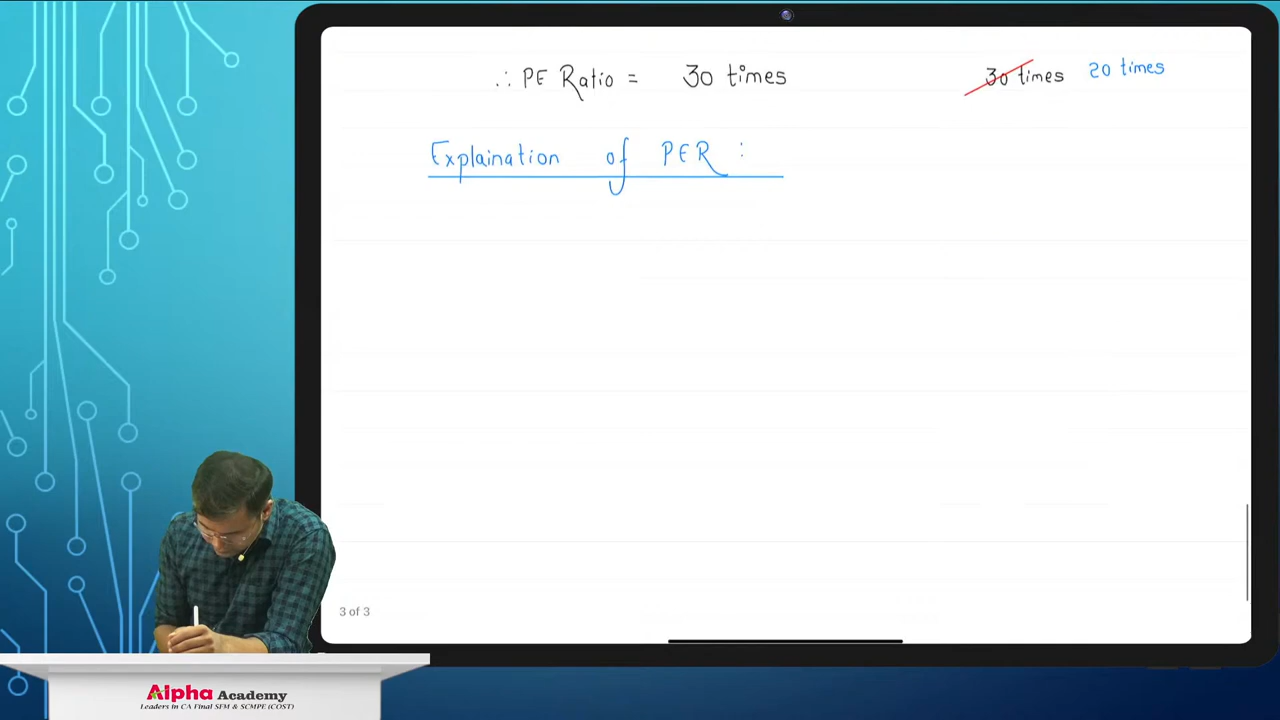 ∴ PE Ratio = 30 times 30 times 20 times
Explaination of PER :
3 of 3
Alpha Academy
Leaders in CA Final SFM & SCMPE (COST)